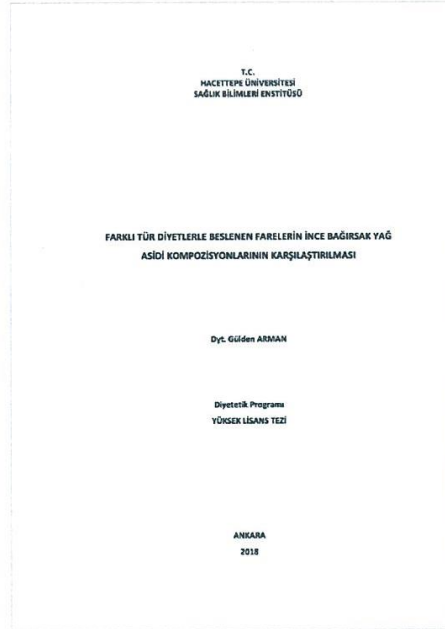 T.C.
HACETTEPE ÜNİVERSİTESİ
SAĞLIK BİLİMLERİ ENSTİTÜSÜ
FARKLI TÜR DİYETLERLE BESLENEN FARELERİN İNCE BAĞIRSAK YAĞ
ASİDİ KOMPOZİSYONLARININ KARŞILAŞTIRILMASI
Dyt. Gülden ARMAN
Diyetetik Programı
YÜKSEK LİSANS TEZİ
ANKARA
2018